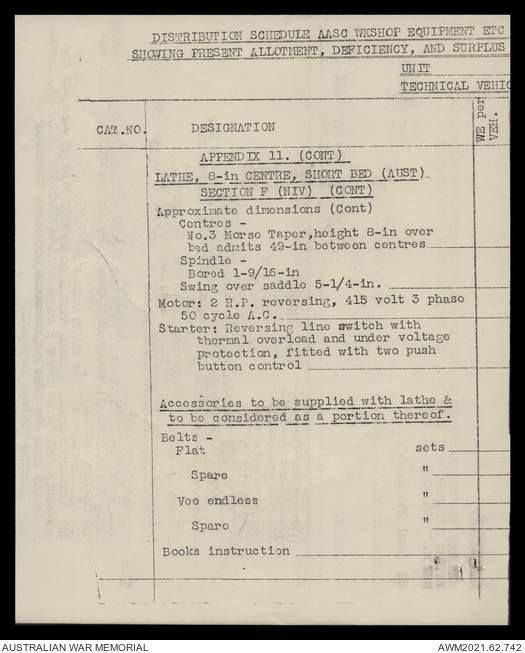 DISTRIBUTION SCHEDULE AASC WKSHOP EQUIPMENT ETC
SHOWING PRESENT ALLOTMENT, DEFICIENCY, AND SURPLUS
UNIT
TECHNICAL VEHIC
CAT.NO. DESIGNATION WE per VEH.
APPENDIX 11. (CONT)
LATHE, 8-in CENTRE, SHORT BED (AUST)
SECTION F (NIV) (CONT)
Approximate dimensions (Cont)
Centres -
No.3 Morse Taper,height 8-in over
bed admits 49-in between centres
Spindle -
Bored 1-9/16-in
Swing over saddle 5-1/4-in.
Motor: 2 H.P. reversing, 415 volt 3 phase
50 cycle A.C.
Starter: Reversing line switch with
thermal overload and under voltage
protection, fitted with two push
button control
Accessories to be supplied with lathe &
to be considered as a portion thereof.
Belts -
Flat sets
Spare "
Vee endless "
Spare "
Books instruction
AUSTRALIAN WAR MEMORIAL AWM2021.62.742